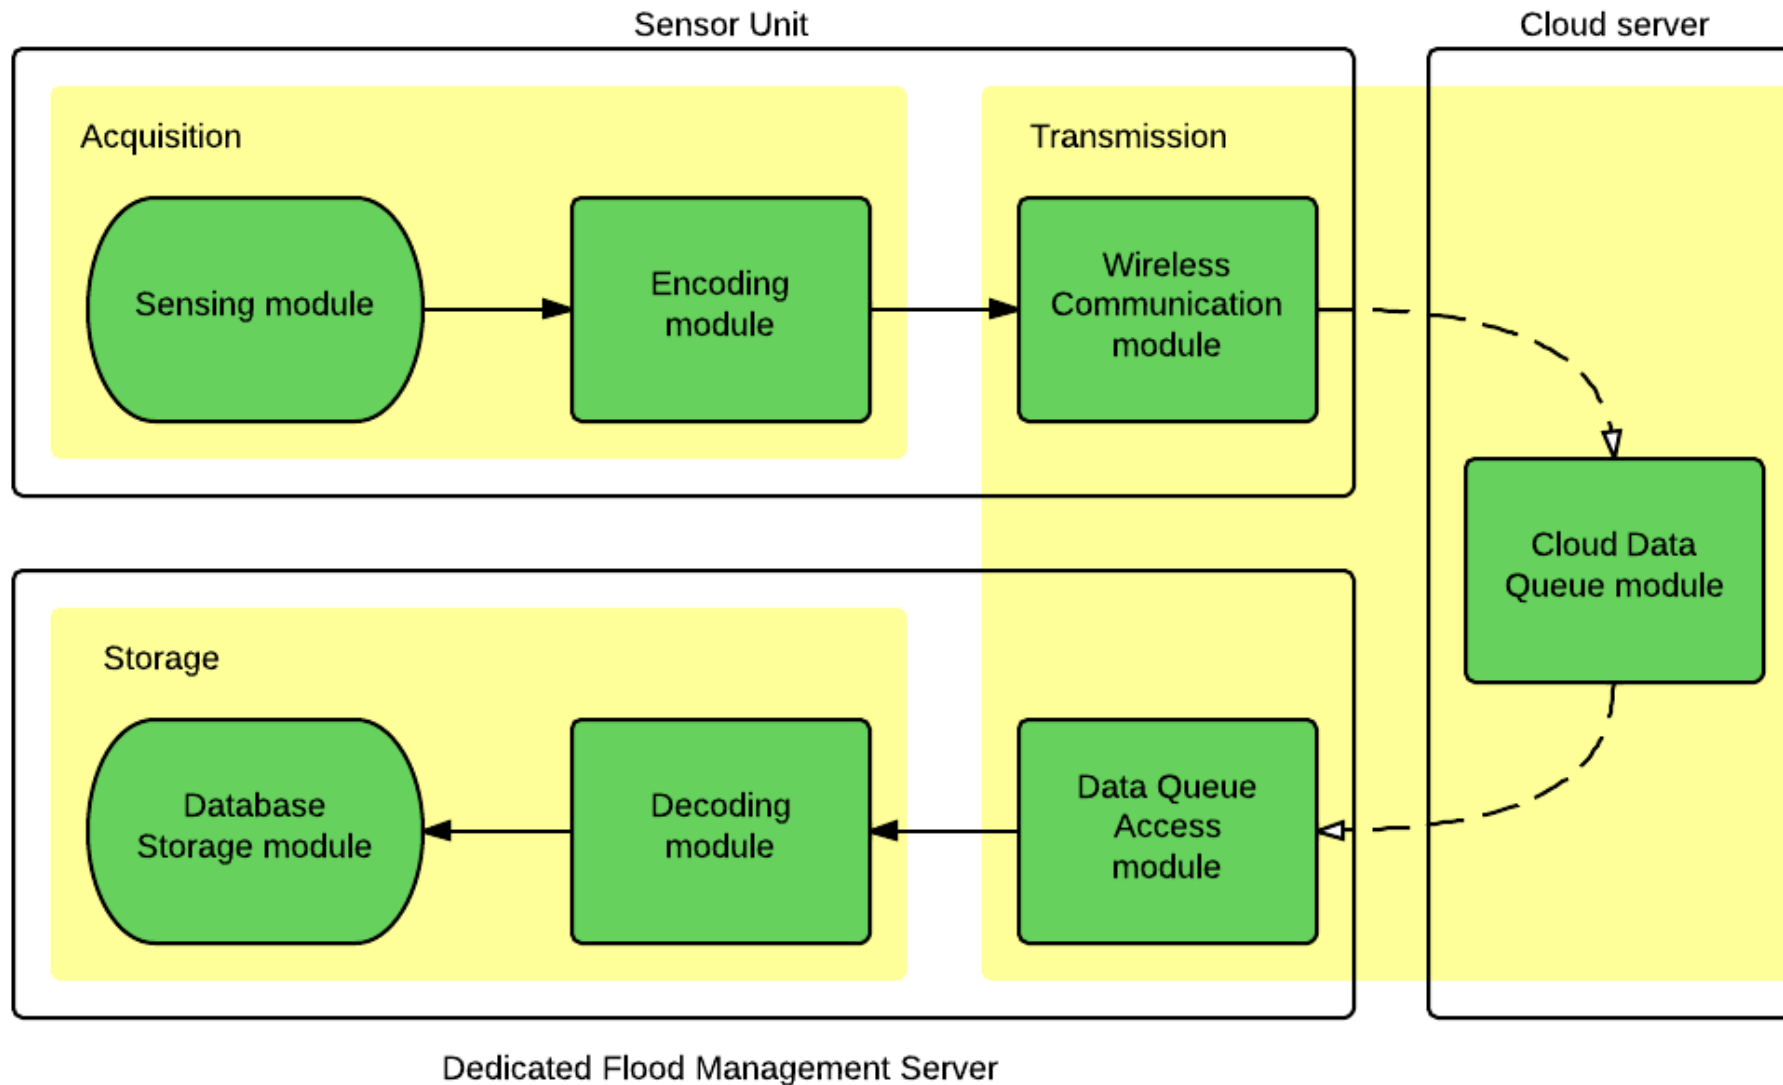 Sensor Unit
Cloud server
Acquisition
Transmission
Sensing module
Encoding
module
Wireless
Communication
module
Cloud Data
Queue module
Storage
Database
Storage module
Decoding
module
Data Queue
Access
module
Dedicated Flood Management Server